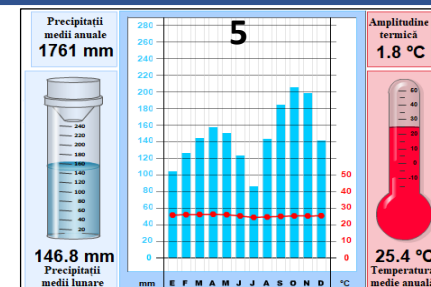 Precipitații
medii anuale
1761 mm
240
220
200
180
160
140
120
100
80
60
40
20
146.8 mm
Precipitații
medii lunare
5
280
260
240
220
200
180
160
140
120
100
80
60
40
20
0
mm
E F M A M J J A S O N D
50
40
30
20
10
0
°C
Amplitudine
termică
1.8 °C
60
40
30
20
10
0
-10
25.4 °C
Temperatura
medie anuală